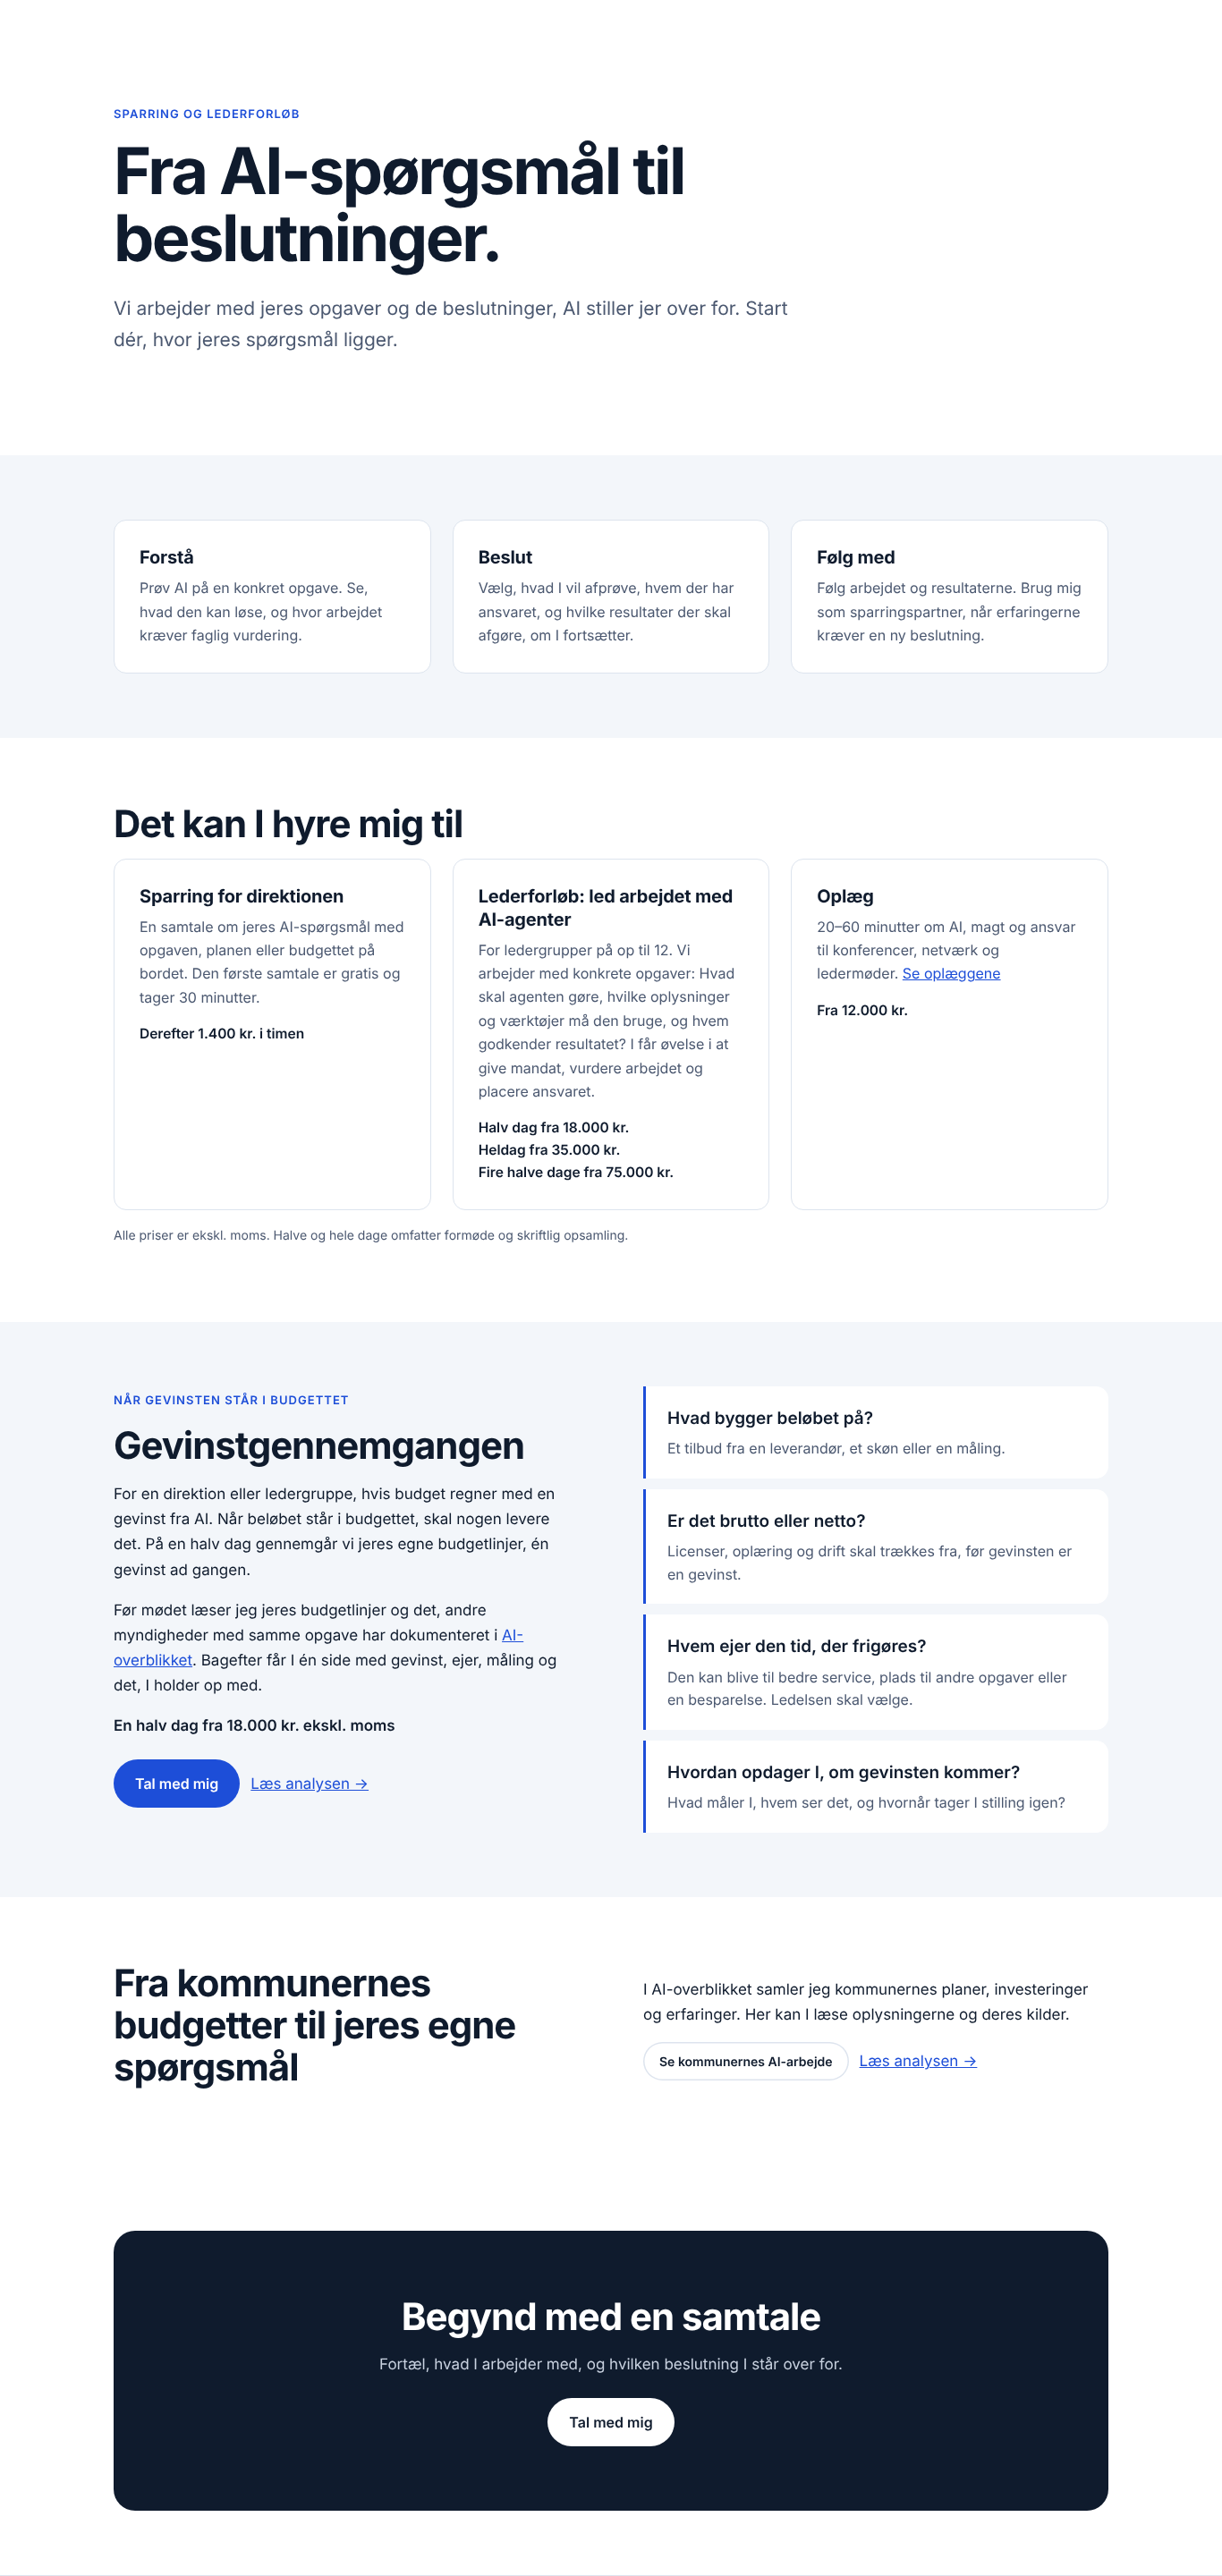 SPARRING OG LEDERFORLØB
Fra AI-spørgsmål til
beslutninger.
Vi arbejder med jeres opgaver og de beslutninger, AI stiller jer over for. Start
dér, hvor jeres spørgsmål ligger.
Forstå
Prøv AI på en konkret opgave. Se,
hvad den kan løse, og hvor arbejdet
kræver faglig vurdering.
Beslut
Vælg, hvad I vil afprøve, hvem der har
ansvaret, og hvilke resultater der skal
afgøre, om I fortsætter.
Følg med
Følg arbejdet og resultaterne. Brug mig
som sparringspartner, når erfaringerne
kræver en ny beslutning.
Det kan I hyre mig til
Sparring for direktionen
En samtale om jeres AI-spørgsmål med
opgaven, planen eller budgettet på
bordet. Den første samtale er gratis og
tager 30 minutter.
Derefter 1.400 kr. i timen
Lederforløb: led arbejdet med
AI-agenter
For ledergrupper på op til 12. Vi
arbejder med konkrete opgaver: Hvad
skal agenten gøre, hvilke oplysninger
og værktøjer må den bruge, og hvem
godkender resultatet? I får øvelse i at
give mandat, vurdere arbejdet og
placere ansvaret.
Halv dag fra 18.000 kr.
Heldag fra 35.000 kr.
Fire halve dage fra 75.000 kr.
Oplæg
20–60 minutter om AI, magt og ansvar
til konferencer, netværk og
ledermøder. Se oplæggene
Fra 12.000 kr.
Alle priser er ekskl. moms. Halve og hele dage omfatter formøde og skriftlig opsamling.
NÅR GEVINSTEN STÅR I BUDGETTET
Gevinstgennemgangen
For en direktion eller ledergruppe, hvis budget regner med en
gevinst fra AI. Når beløbet står i budgettet, skal nogen levere
det. På en halv dag gennemgår vi jeres egne budgetlinjer, én
gevinst ad gangen.
Før mødet læser jeg jeres budgetlinjer og det, andre
myndigheder med samme opgave har dokumenteret i AI-
overblikket. Bagefter får I én side med gevinst, ejer, måling og
det, I holder op med.
En halv dag fra 18.000 kr. ekskl. moms
Tal med mig
Læs analysen →
Hvad bygger beløbet på?
Et tilbud fra en leverandør, et skøn eller en måling.
Er det brutto eller netto?
Licenser, oplæring og drift skal trækkes fra, før gevinsten er
en gevinst.
Hvem ejer den tid, der frigøres?
Den kan blive til bedre service, plads til andre opgaver eller
en besparelse. Ledelsen skal vælge.
Hvordan opdager I, om gevinsten kommer?
Hvad måler I, hvem ser det, og hvornår tager I stilling igen?
Fra kommunernes
budgetter til jeres egne
spørgsmål
I AI-overblikket samler jeg kommunernes planer, investeringer
og erfaringer. Her kan I læse oplysningerne og deres kilder.
Se kommunernes AI-arbejde
Læs analysen →
Begynd med en samtale
Fortæl, hvad I arbejder med, og hvilken beslutning I står over for.
Tal med mig